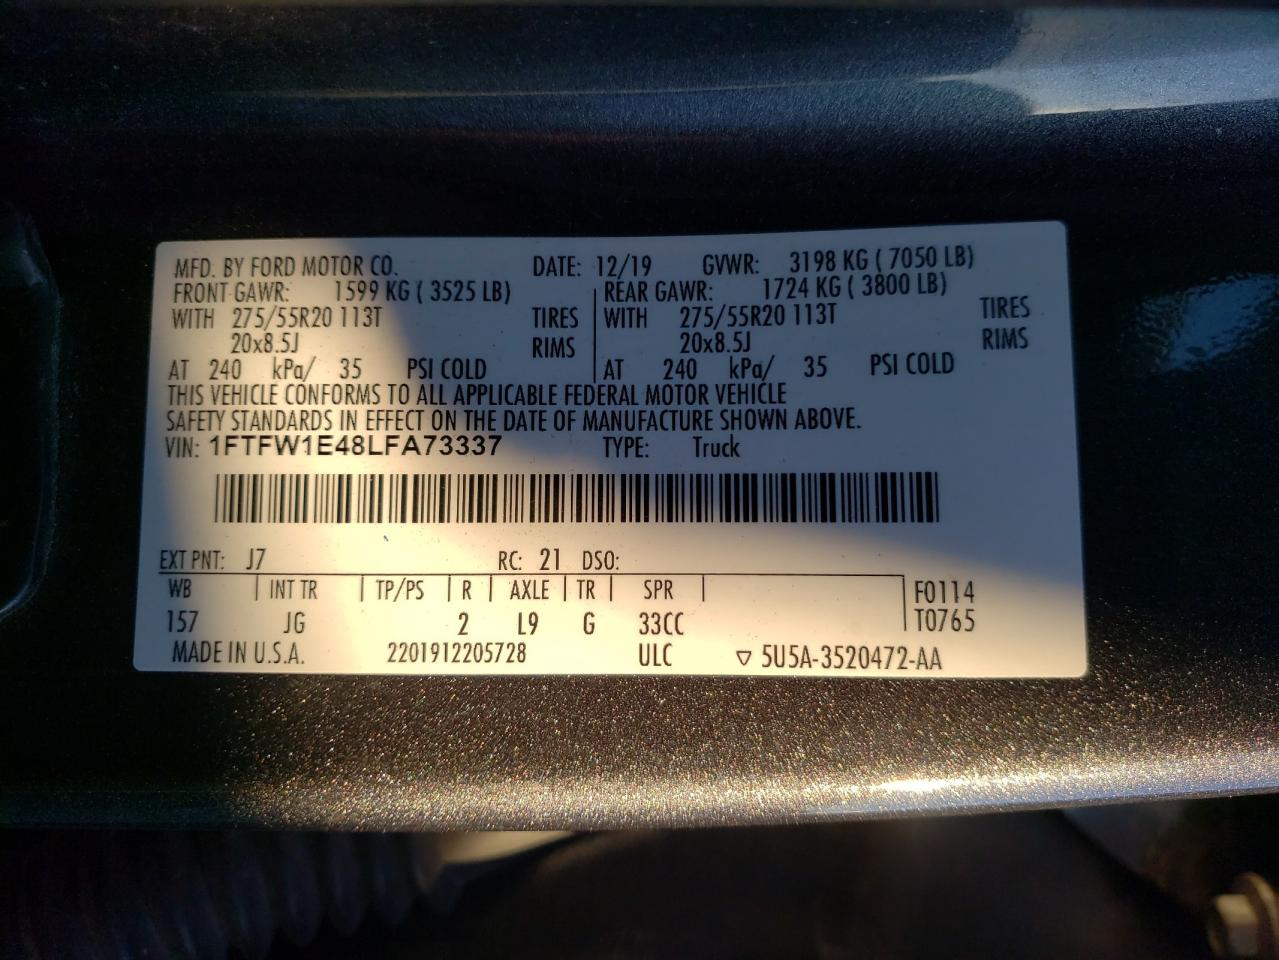 MFD. BY FORD MOTOR CO. DATE: 12/19 GVWR: 3198 KG ( 7050 LB)
FRONT GAWR: 1599 KG ( 3525 LB) REAR GAWR: 1724 KG ( 3800 LB)
WITH 275/55R20 113T TIRES WITH 275/55R20 113T TIRES
20x8.5J RIMS 20x8.5J RIMS
AT 240 kPa/ 35 PSI COLD AT 240 kPa/ 35 PSI COLD
THIS VEHICLE CONFORMS TO ALL APPLICABLE FEDERAL MOTOR VEHICLE
SAFETY STANDARDS IN EFFECT ON THE DATE OF MANUFACTURE SHOWN ABOVE.
VIN: 1FTFW1E48LFA73337 TYPE: Truck
EXT PNT: J7 RC: 21 DSO:
WB INT TR TP/PS R AXLE TR SPR F0114
157 JG 2 L9 G 33CC T0765
MADE IN U.S.A. 2201912205728 ULC ▽ 5U5A-3520472-AA